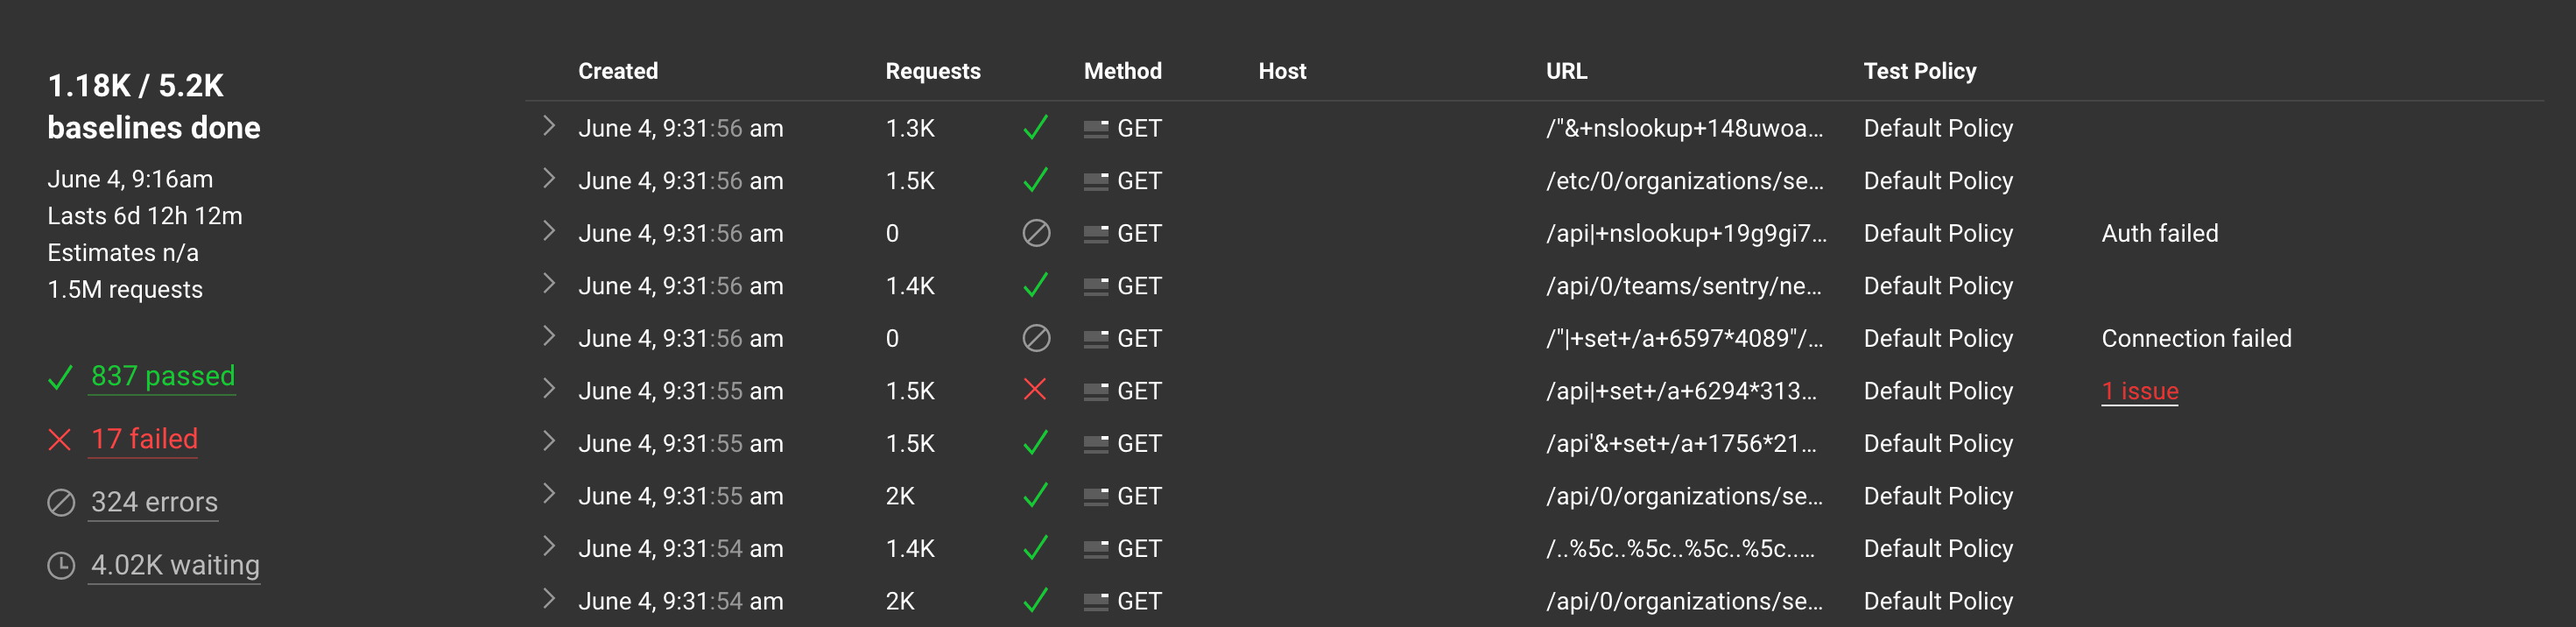 1.18K / 5.2K
baselines done
June 4, 9:16am
Lasts 6d 12h 12m
Estimates n/a
1.5M requests
837 passed
17 failed
324 errors
4.02K waiting
Created Requests Method Host URL Test Policy
June 4, 9:31:56 am 1.3K GET /"&+nslookup+148uwoa... Default Policy
June 4, 9:31:56 am 1.5K GET /etc/0/organizations/se... Default Policy
June 4, 9:31:56 am 0 GET /api|+nslookup+19g9gi7... Default Policy Auth failed
June 4, 9:31:56 am 1.4K GET /api/0/teams/sentry/ne... Default Policy
June 4, 9:31:56 am 0 GET /"|+set+/a+6597*4089"/... Default Policy Connection failed
June 4, 9:31:55 am 1.5K GET /api|+set+/a+6294*313... Default Policy 1 issue
June 4, 9:31:55 am 1.5K GET /api'&+set+/a+1756*21... Default Policy
June 4, 9:31:55 am 2K GET /api/0/organizations/se... Default Policy
June 4, 9:31:54 am 1.4K GET /..%5c..%5c..%5c..%5c..... Default Policy
June 4, 9:31:54 am 2K GET /api/0/organizations/se... Default Policy